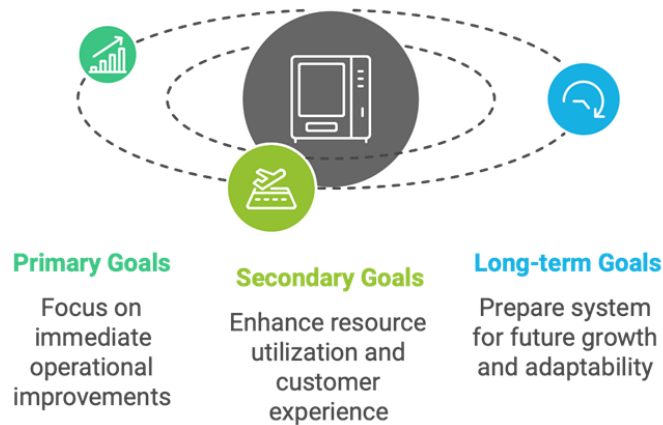 Primary Goals
Focus on
immediate
operational
improvements
Secondary Goals
Enhance resource
utilization and
customer
experience
Long-term Goals
Prepare system
for future growth
and adaptability